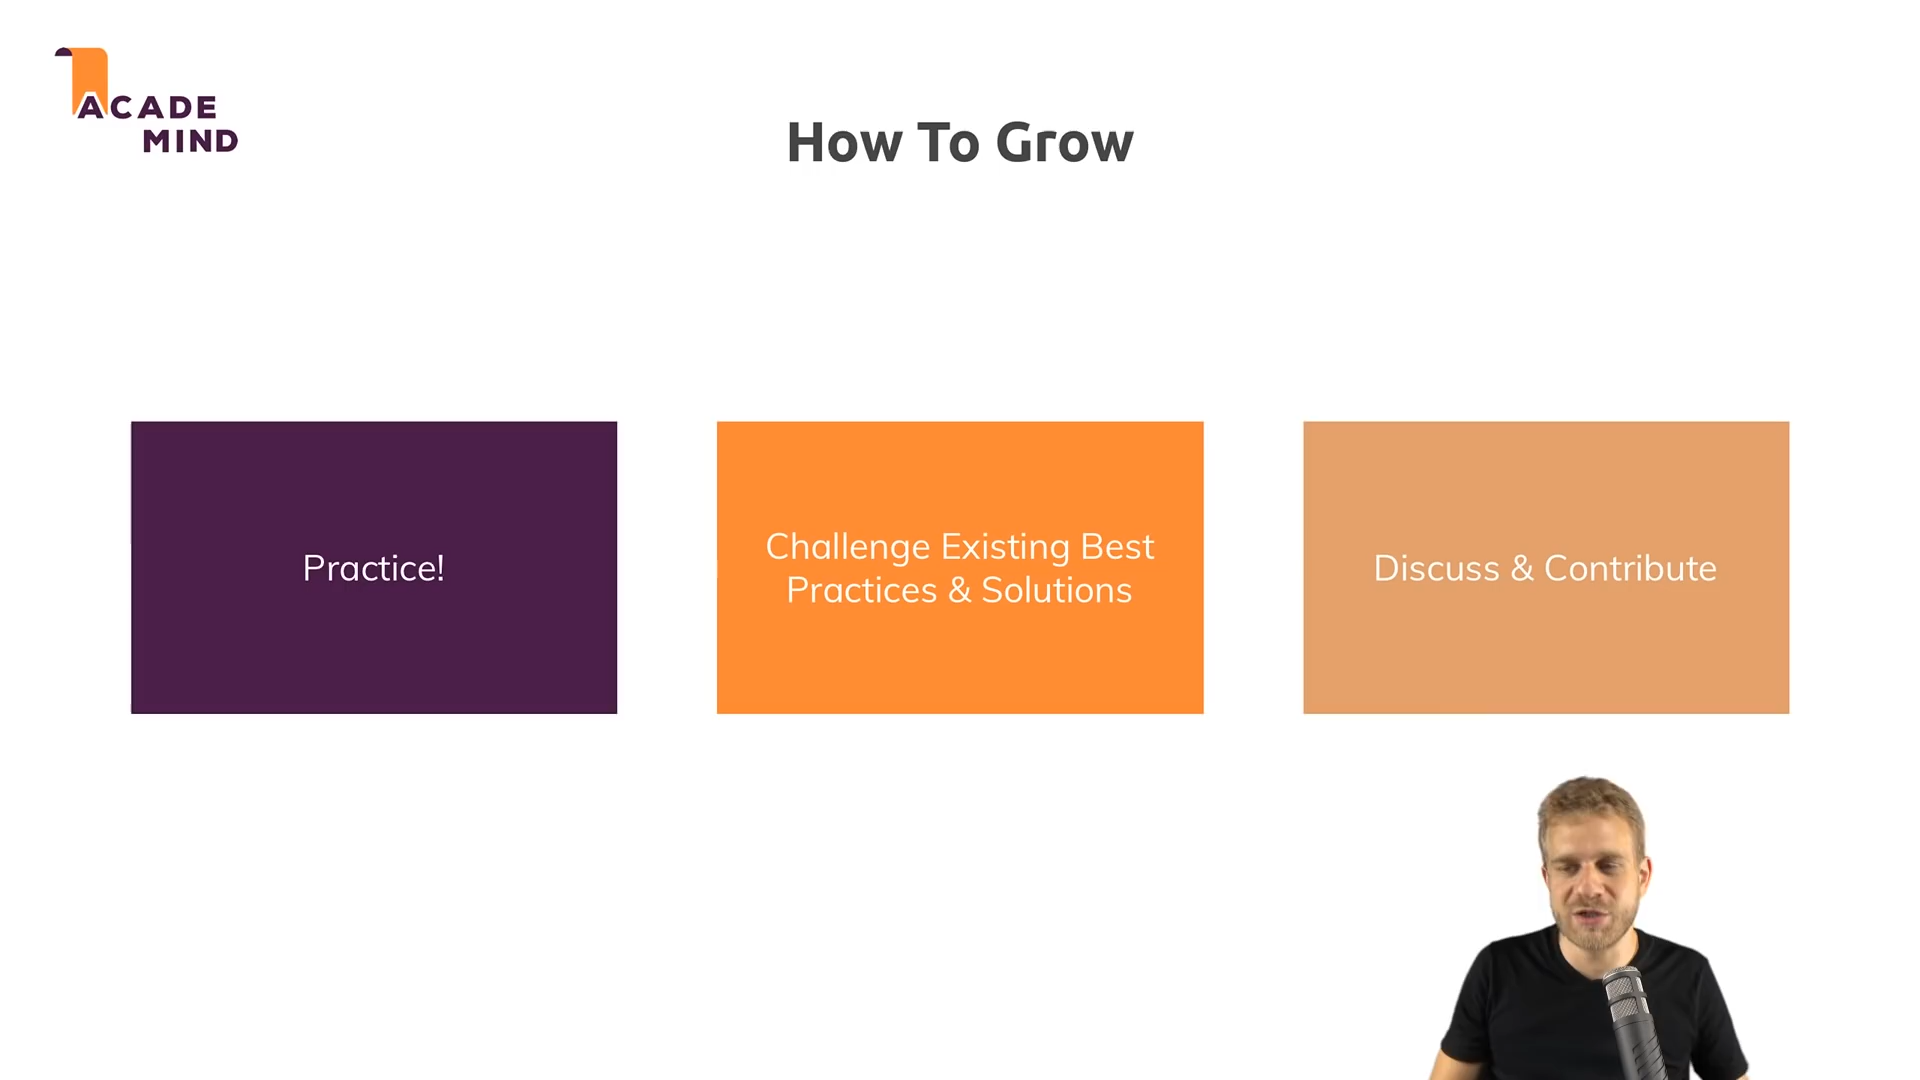 ACADE
MIND
How To Grow
Practice!
Challenge Existing Best
Practices & Solutions
Discuss & Contribute